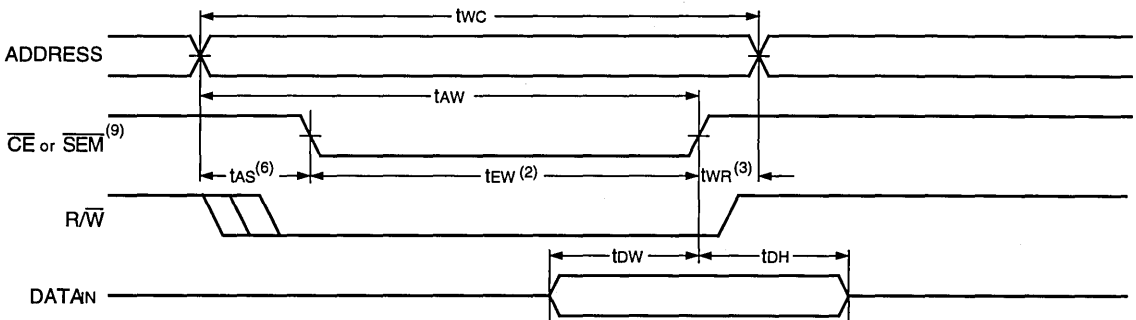 tWC
ADDRESS
tAW
CE or SEM(9)
tAS(6) tEW(2) tWR(3)
R/W
tDW tDH
DATAIN